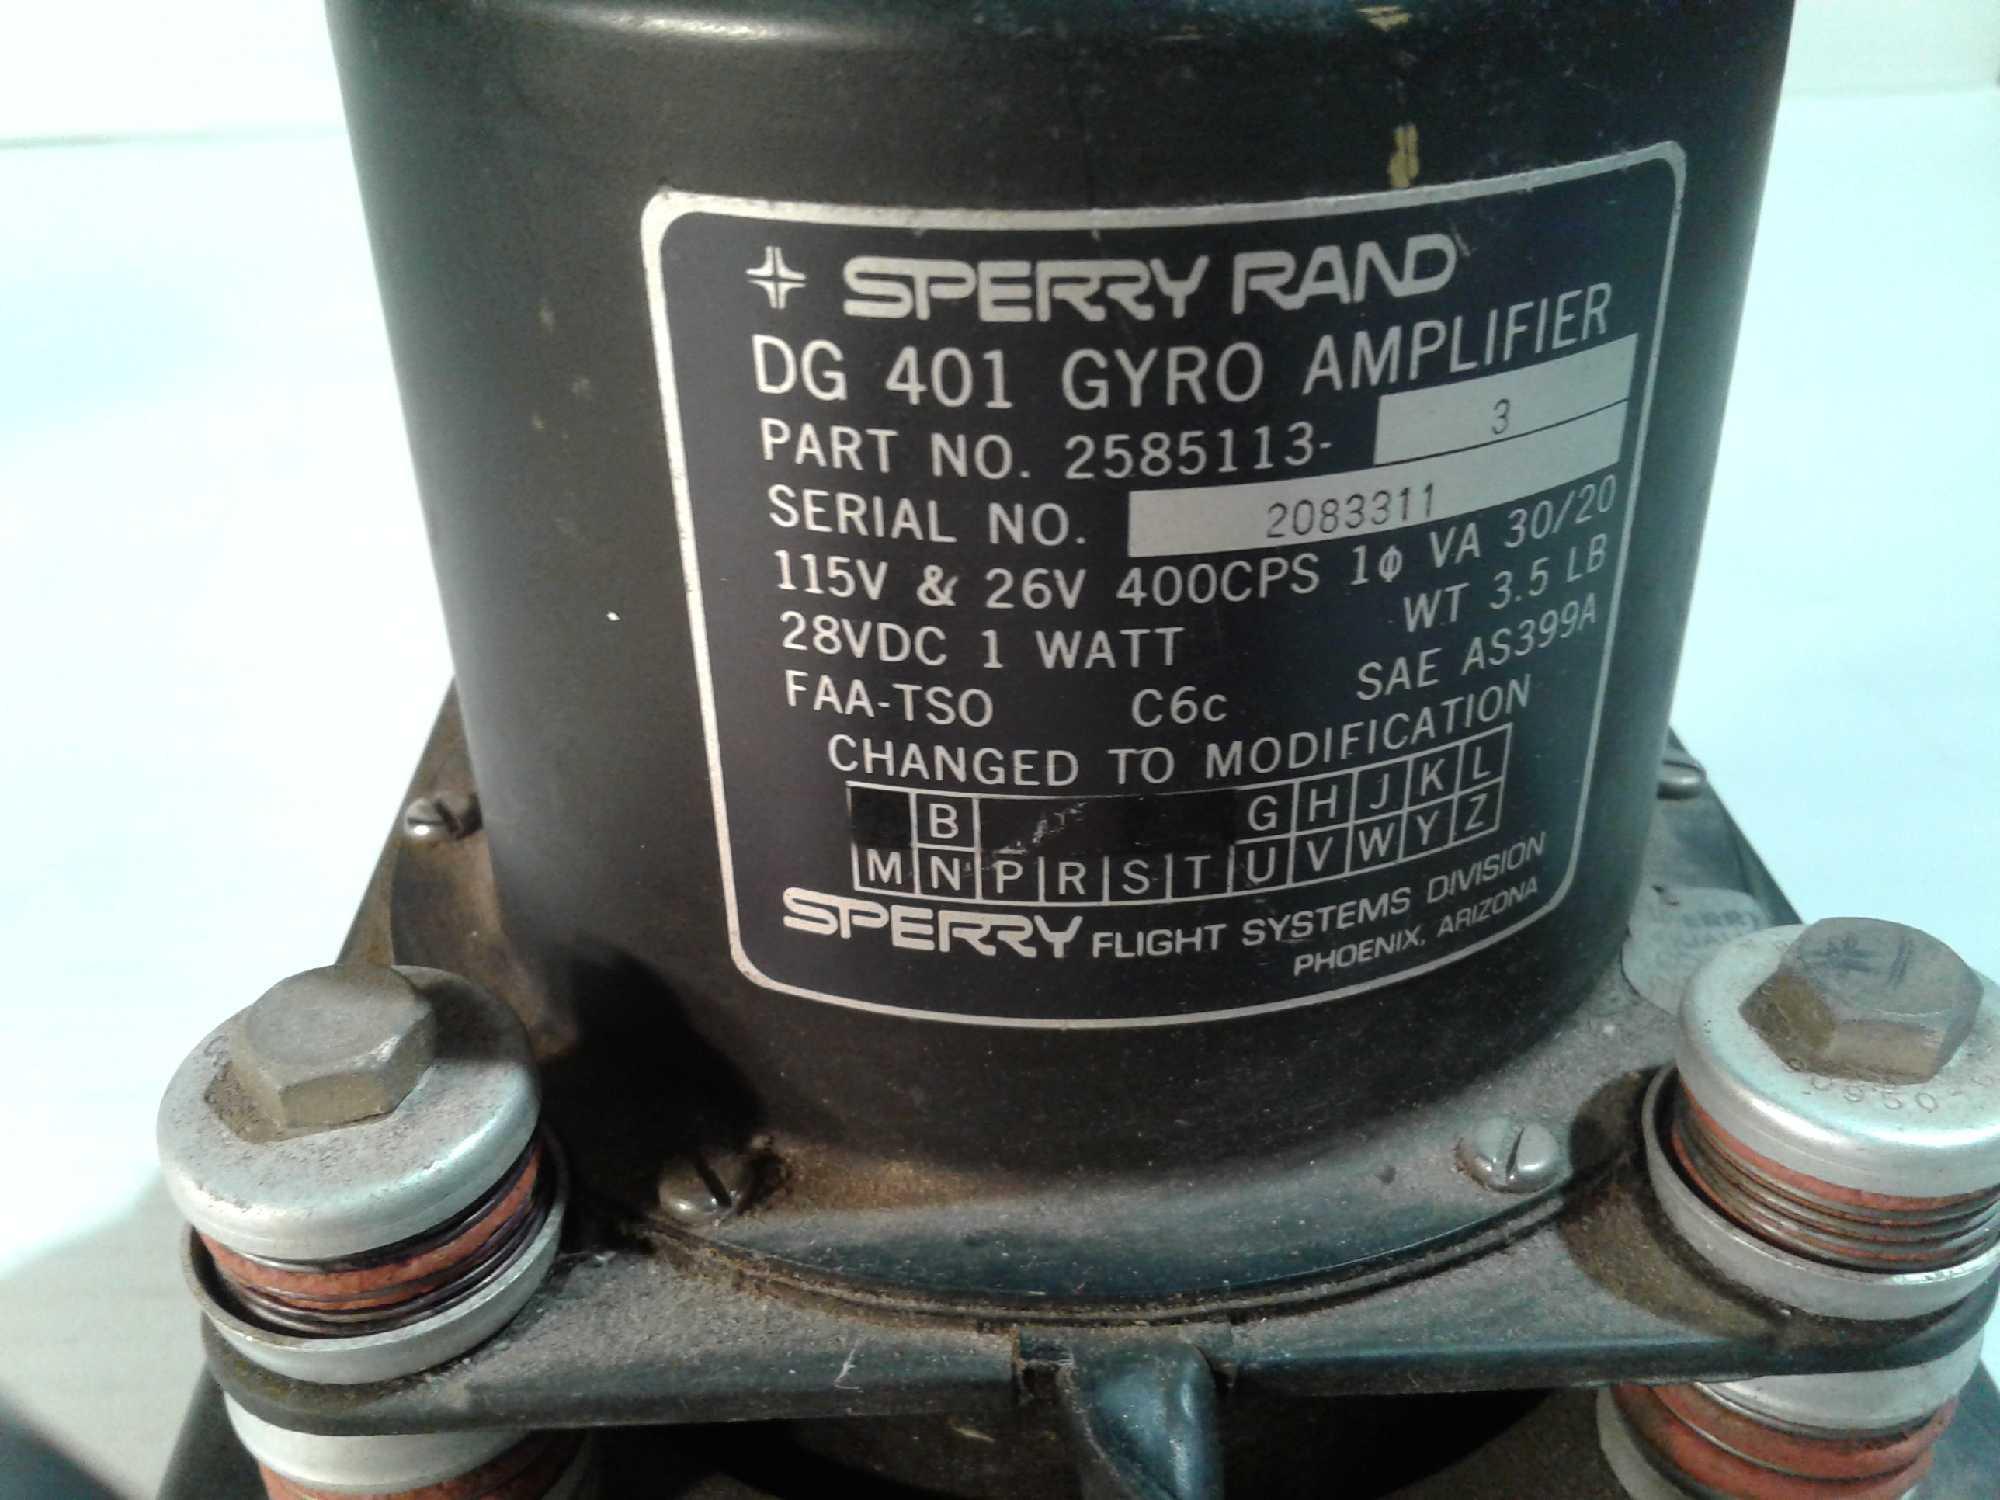 SPERRY RAND
DG 401 GYRO AMPLIFIER
PART NO. 2585113- 3
SERIAL NO. 2083311
115V & 26V 400CPS 1ϕ VA 30/20
28VDC 1 WATT WT 3.5 LB
FAA-TSO C6c SAE AS399A
CHANGED TO MODIFICATION
B G H J K L
M N P R S T U V W Y Z
SPERRY FLIGHT SYSTEMS DIVISION
PHOENIX, ARIZONA